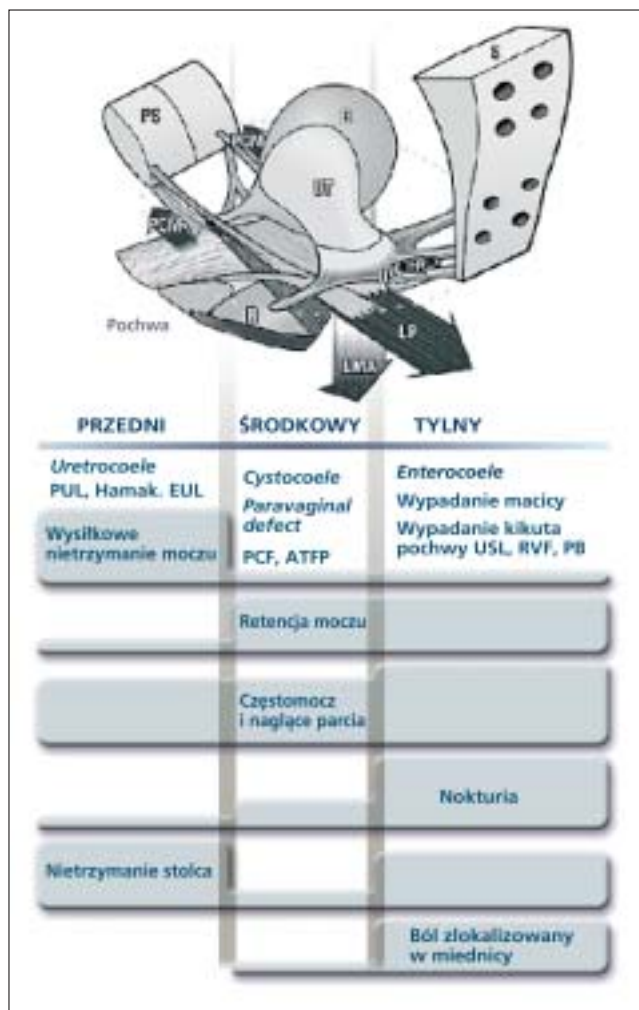 PS
S
UT
Pochwa
LP
LMA
PRZEDNI
ŚRODKOWY
TYLNY
Uretrocoele
PUL, Hamak. EUL
Cystocoele
Paravaginal
defect
PCF, ATFP
Enterocoele
Wypadanie macicy
Wypadanie kikuta
pochwy USL, RVF, PB
Wysiłkowe
nietrzymanie moczu
Retencja moczu
Częstomocz
i naglące parcia
Nokturia
Nietrzymanie stolca
Ból zlokalizowany
w miednicy